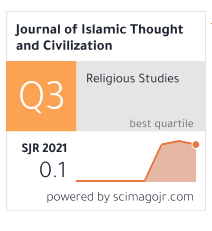 Journal of Islamic Thought
and Civilization
Q3
Religious Studies
best quartile
SJR 2021
0.1
powered by scimagojr.com